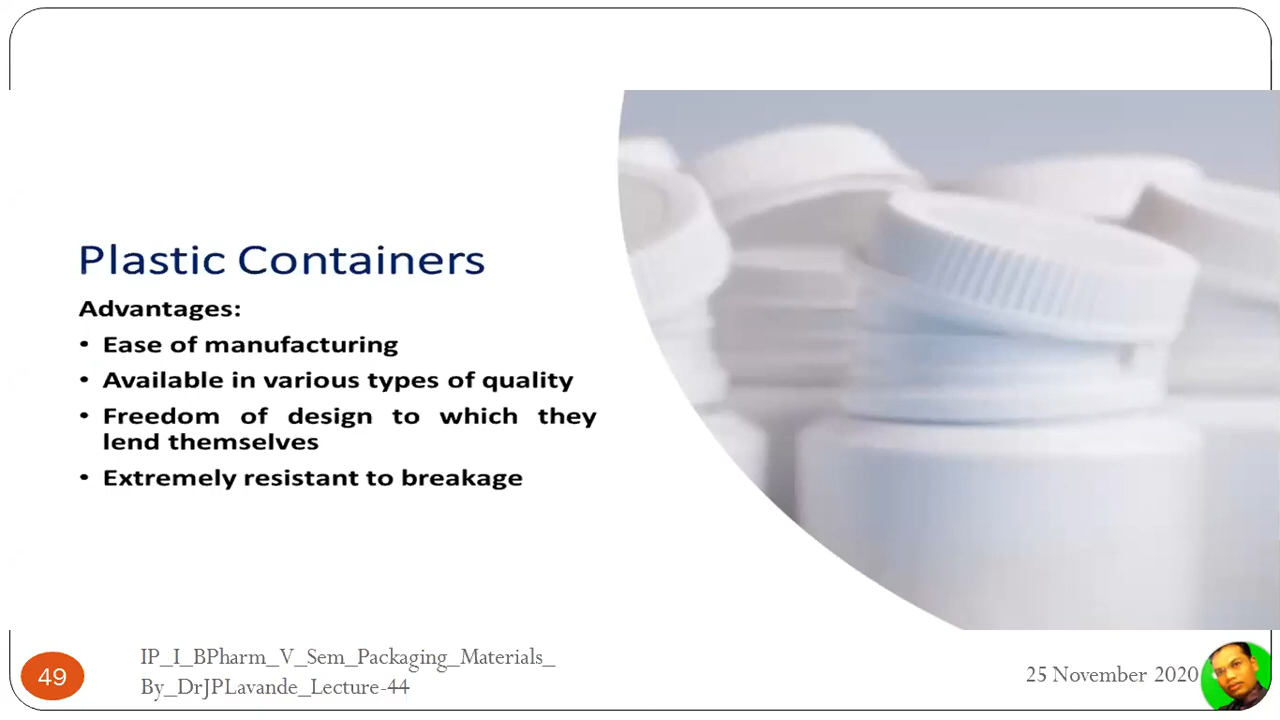 Plastic Containers
Advantages:
• Ease of manufacturing
• Available in various types of quality
• Freedom of design to which they
lend themselves
• Extremely resistant to breakage
49
IP_I_BPharm_V_Sem_Packaging_Materials_
By_DrJPLavande_Lecture-44
25 November 2020